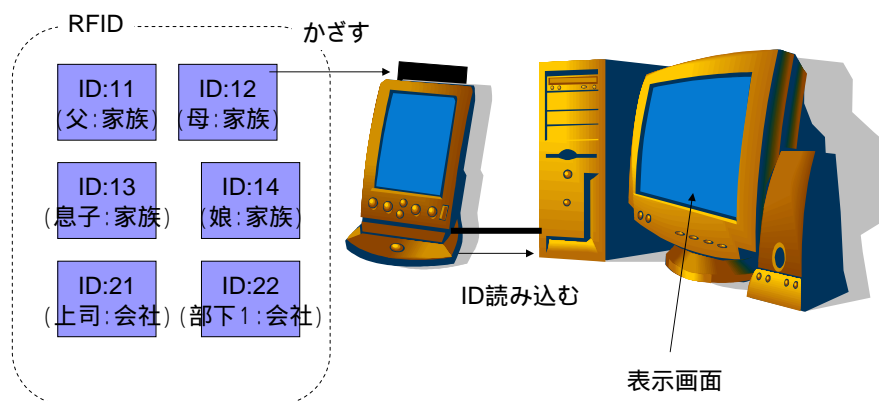 RFID
かざす
ID:11
(父:家族)
ID:12
(母:家族)
ID:13
(息子:家族)
ID:14
(娘:家族)
ID:21
(上司:会社)
ID:22
(部下1:会社)
ID読み込む
表示画面